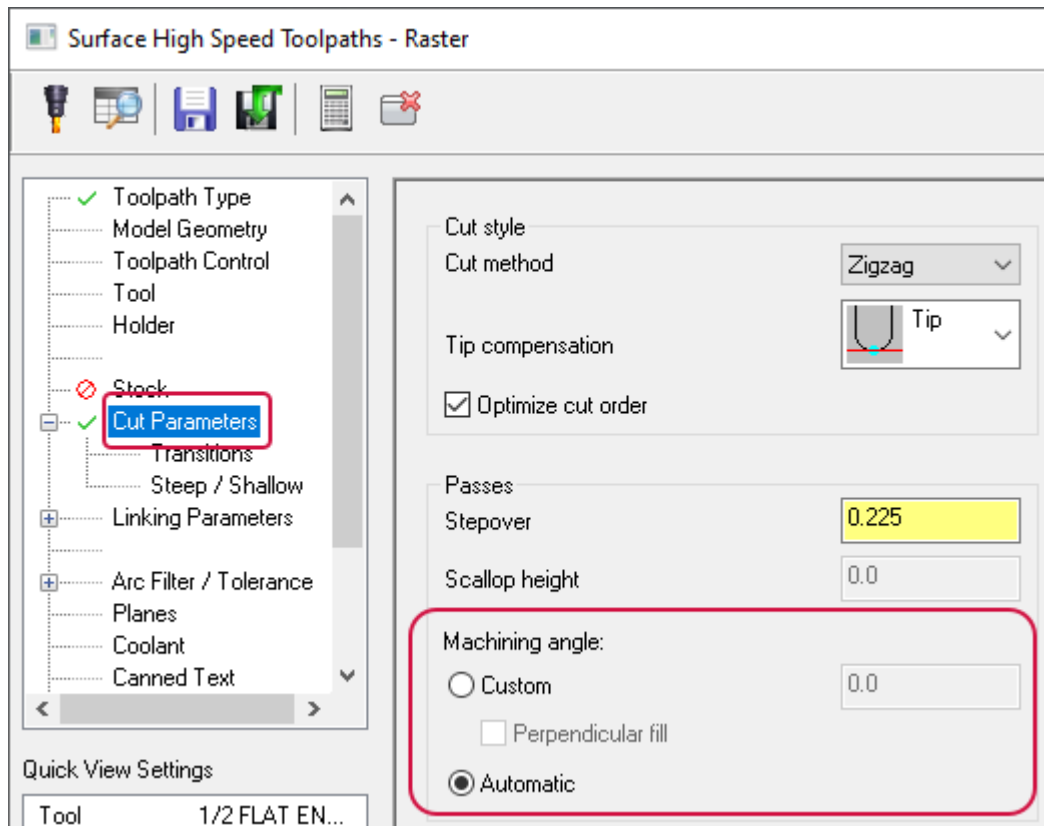 Surface High Speed Toolpaths - Raster
Toolpath Type
Model Geometry
Toolpath Control
Tool
Holder
Stock
Cut Parameters
Transitions
Steep / Shallow
Linking Parameters
Arc Filter / Tolerance
Planes
Coolant
Canned Text
Quick View Settings
Tool 1/2 FLAT EN...
Cut style
Cut method Zigzag
Tip compensation Tip
Optimize cut order
Passes
Stepover 0.225
Scallop height 0.0
Machining angle:
Custom 0.0
Perpendicular fill
Automatic